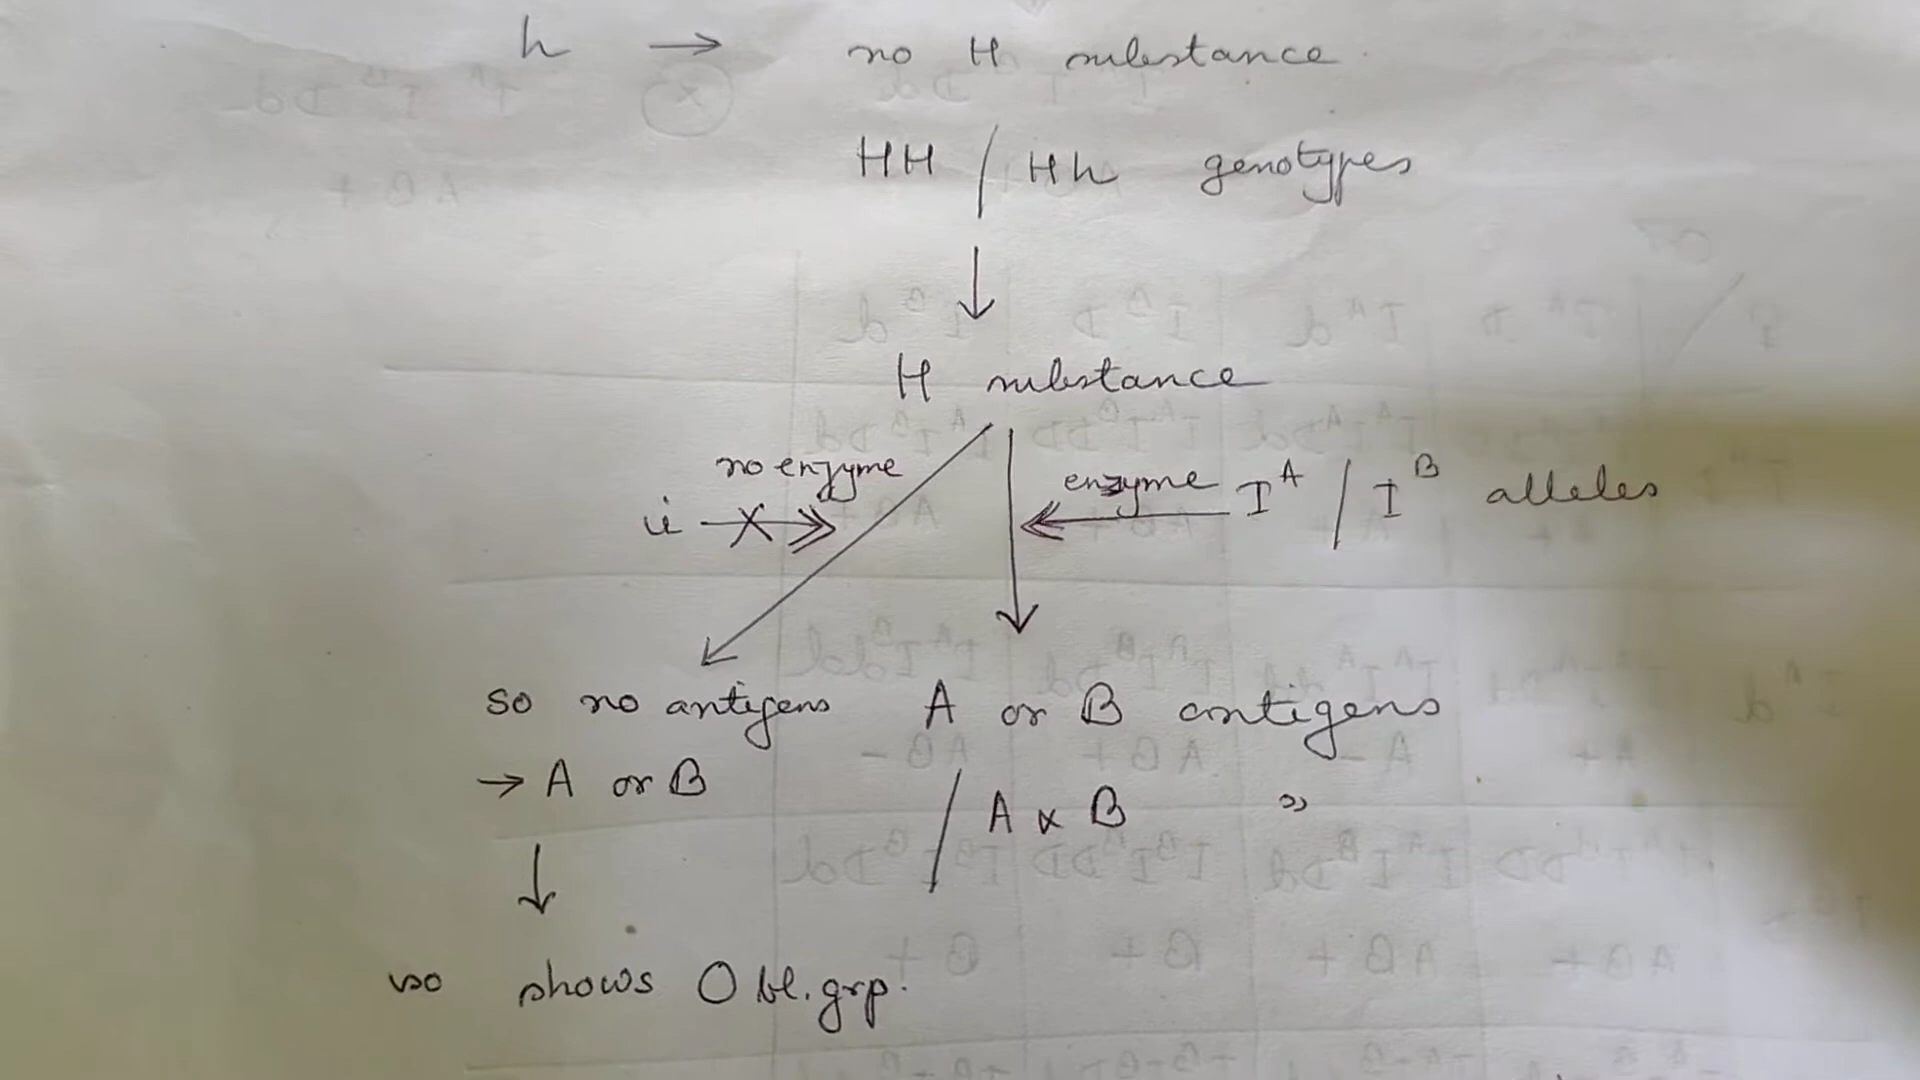 h → no H substance
HH / Hh genotypes
↓
H substance
no enzyme
enzyme
ii
I^A / I^B alleles
so no antigens
A or B antigens
→ A or B
/ A & B "
↓
so shows O bl. grp.